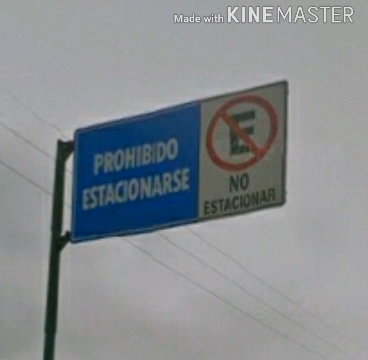 Made with KINEMASTER
PROHIBIDO
ESTACIONARSE
E
NO
ESTACIONAR